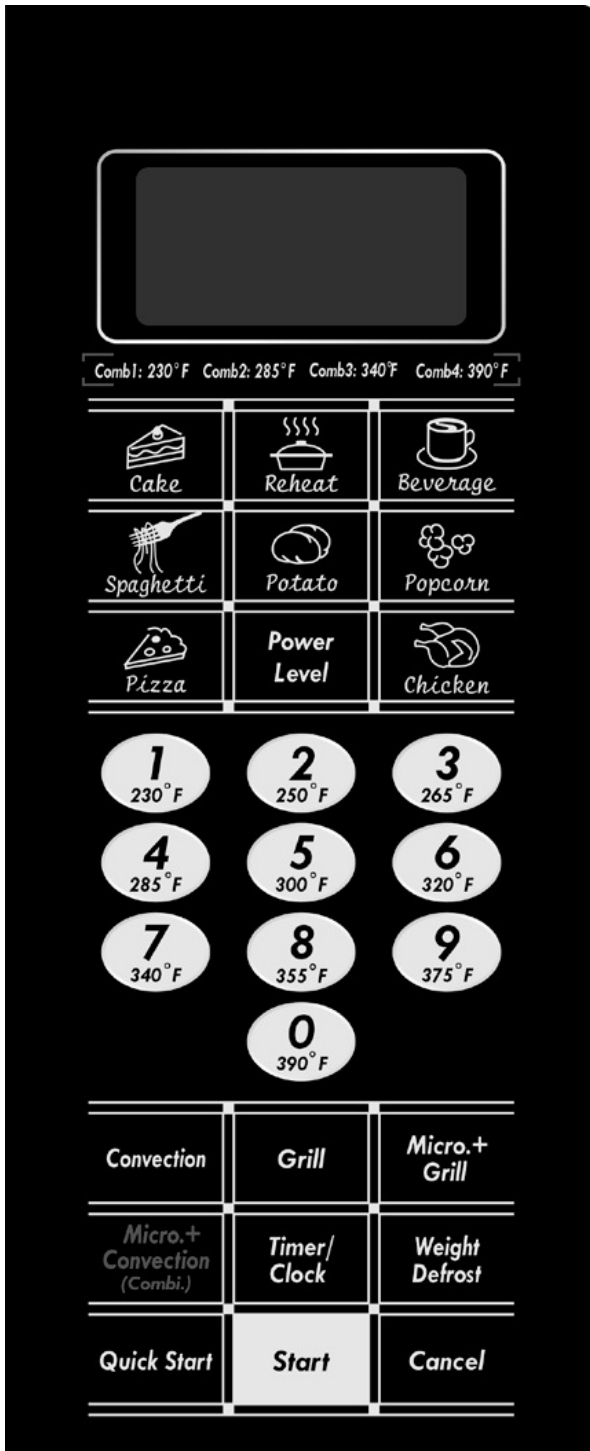 Comb1: 230°F Comb2: 285°F Comb3: 340°F Comb4: 390°F
Cake Reheat Beverage
Spaghetti Potato Popcorn
Pizza
Power
Level
Chicken
1 2 3
230°F 250°F 265°F
4 5 6
285°F 300°F 320°F
7 8 9
340°F 355°F 375°F
0
390°F
Convection
Grill
Micro.+
Grill
Micro.+
Convection
(Combi.)
Timer/
Clock
Weight
Defrost
Quick Start
Start
Cancel